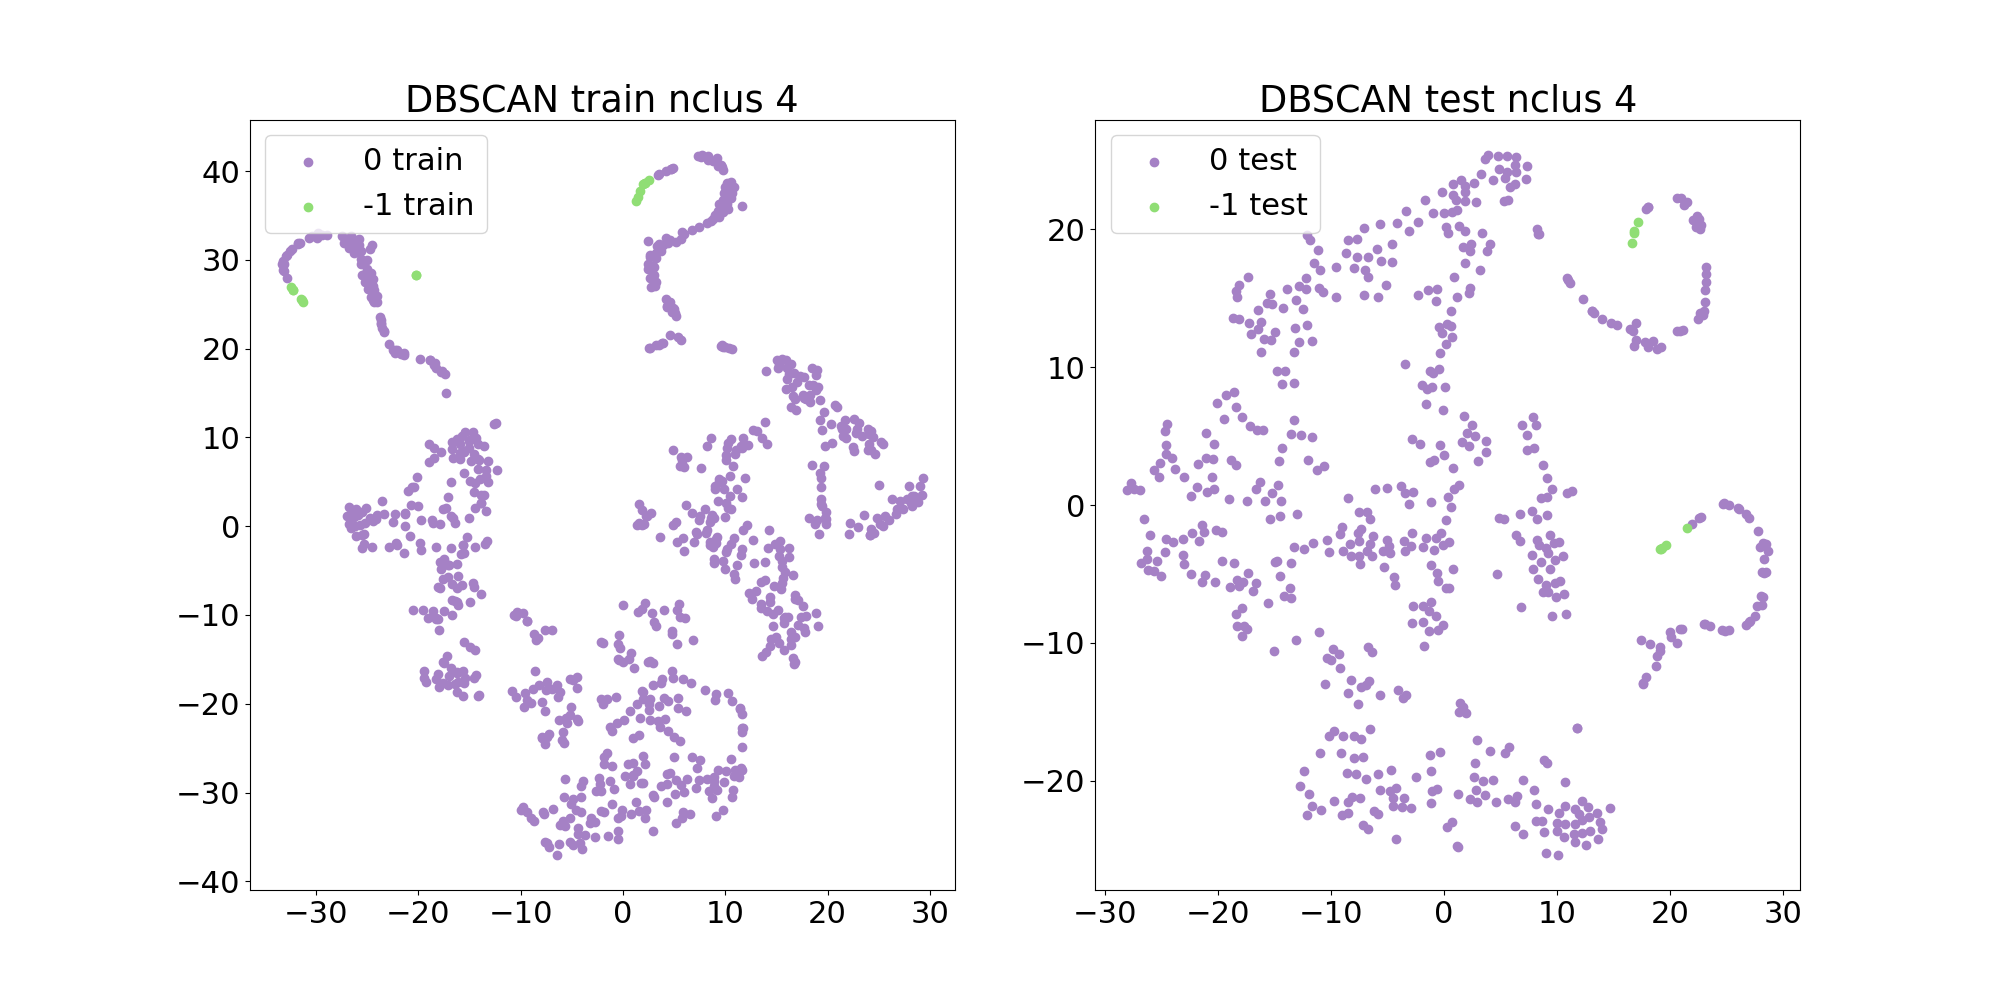 DBSCAN train nclus 4
0 train
-1 train
40
30
20
10
0
−10
−20
−30
−40
−30 −20 −10 0 10 20 30
DBSCAN test nclus 4
0 test
-1 test
20
10
0
−10
−20
−30 −20 −10 0 10 20 30